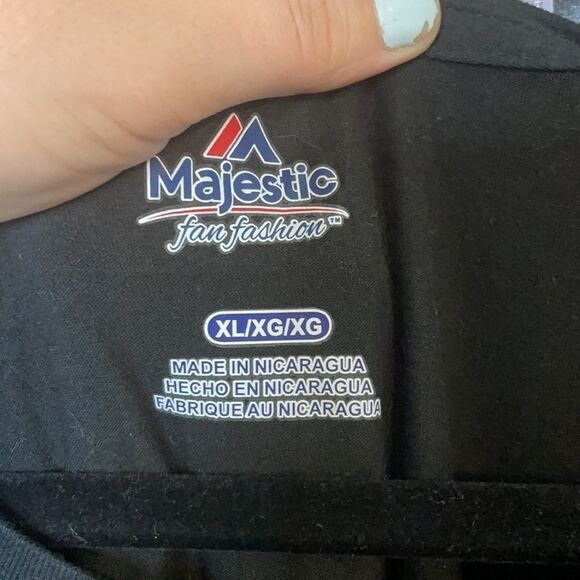 Majestic
fan fashion™
XL/XG/XG
MADE IN NICARAGUA
HECHO EN NICARAGUA
FABRIQUE AU NICARAGUA